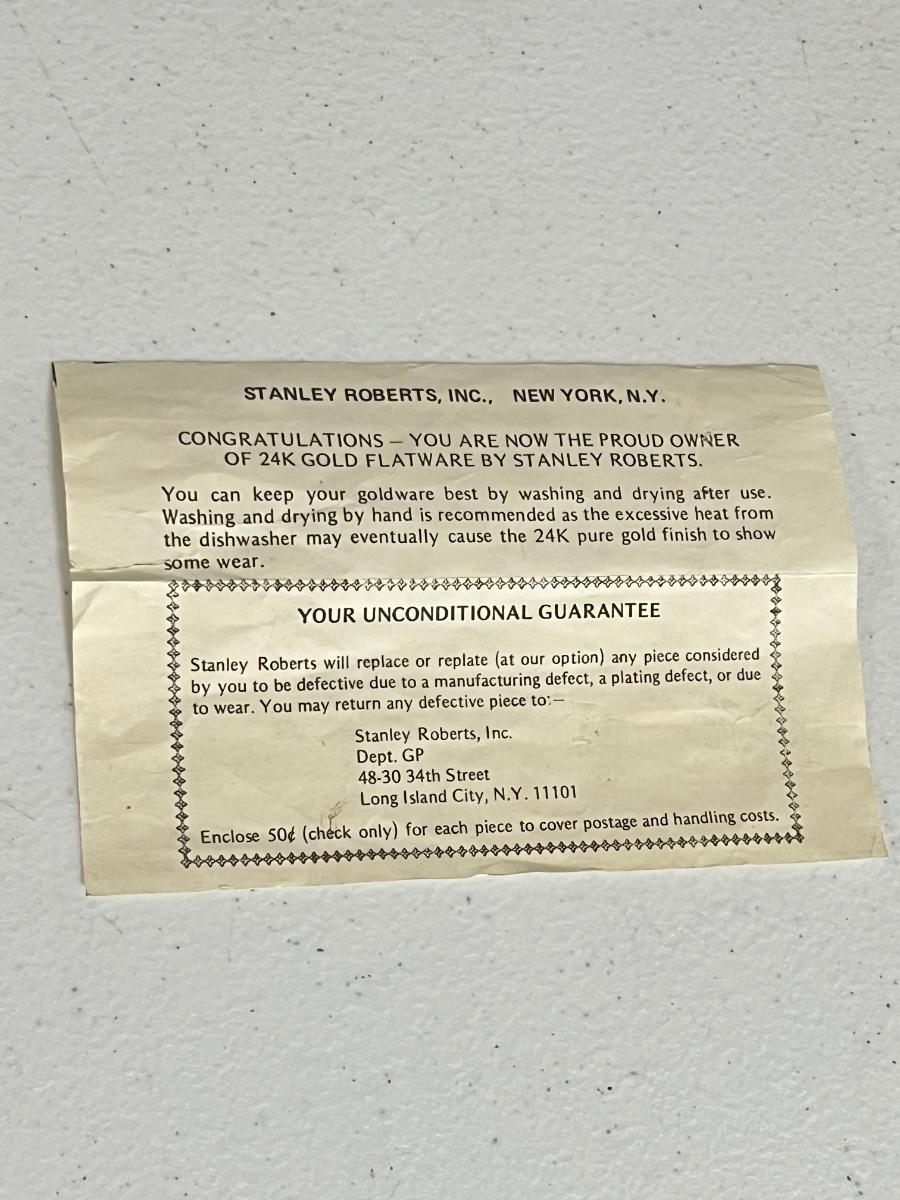 STANLEY ROBERTS, INC., NEW YORK, N.Y.
CONGRATULATIONS — YOU ARE NOW THE PROUD OWNER
OF 24K GOLD FLATWARE BY STANLEY ROBERTS.
You can keep your goldware best by washing and drying after use.
Washing and drying by hand is recommended as the excessive heat from
the dishwasher may eventually cause the 24K pure gold finish to show
some wear.
YOUR UNCONDITIONAL GUARANTEE
Stanley Roberts will replace or replate (at our option) any piece considered
by you to be defective due to a manufacturing defect, a plating defect, or due
to wear. You may return any defective piece to:—
Stanley Roberts, Inc.
Dept. GP
48-30 34th Street
Long Island City, N.Y. 11101
Enclose 50¢ (check only) for each piece to cover postage and handling costs.